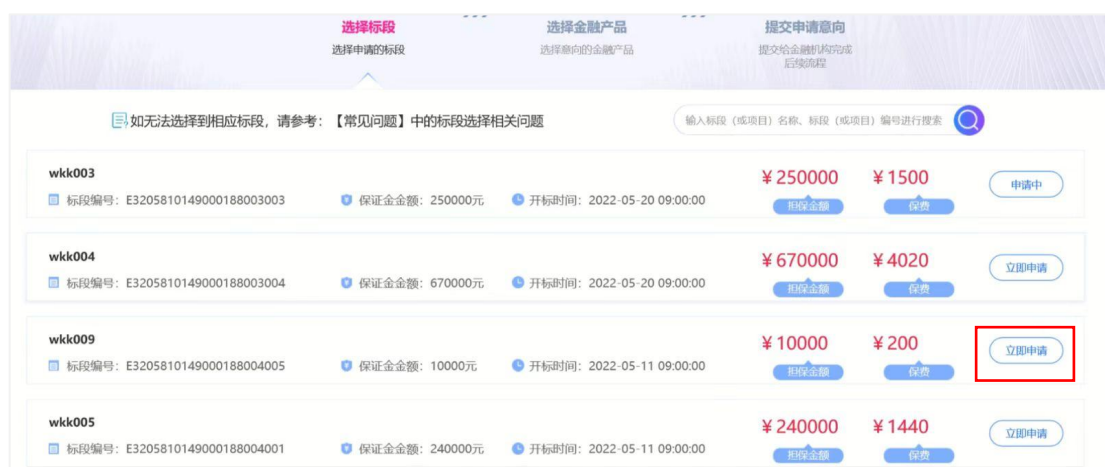 选择标段 选择金融产品 提交申请意向
选择申请的标段 选择意向的金融产品 提交给金融机构完成
后续流程
如无法选择到相应标段，请参考：【常见问题】中的标段选择相关问题 输入标段（或项目）名称、标段（或项目）编号进行搜索
wkk003 ¥250000 ¥1500 申请中
标段编号：E3205810149000188003003 保证金金额：250000元 开标时间：2022-05-20 09:00:00 担保金额 保费
wkk004 ¥670000 ¥4020 立即申请
标段编号：E3205810149000188003004 保证金金额：670000元 开标时间：2022-05-20 09:00:00 担保金额 保费
wkk009 ¥10000 ¥200 立即申请
标段编号：E3205810149000188004005 保证金金额：10000元 开标时间：2022-05-11 09:00:00 担保金额 保费
wkk005 ¥240000 ¥1440 立即申请
标段编号：E3205810149000188004001 保证金金额：240000元 开标时间：2022-05-11 09:00:00 担保金额 保费